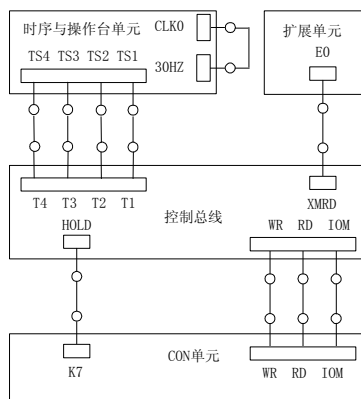 时序与操作台单元 CLK0
TS4 TS3 TS2 TS1
30HZ
扩展单元
E0
T4 T3 T2 T1
控制总线
XMRD
HOLD
WR RD IOM
CON单元
K7
WR RD IOM